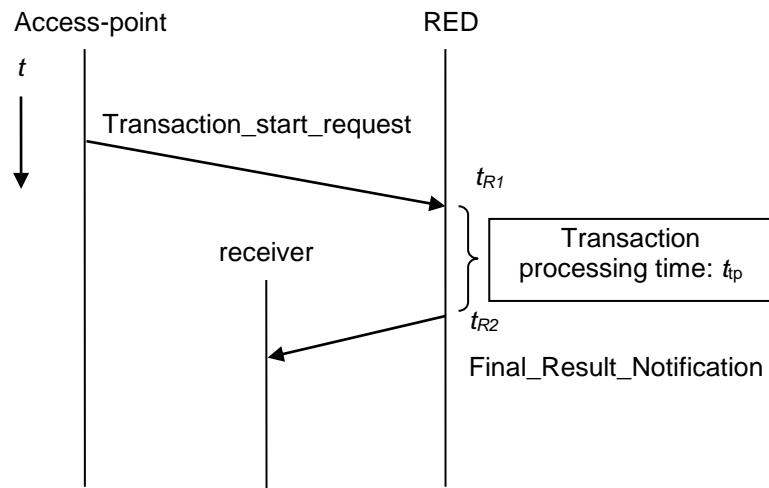 Access-point
RED
t
Transaction_start_request
tR1
receiver
Transaction
processing time: ttp
tR2
Final_Result_Notification